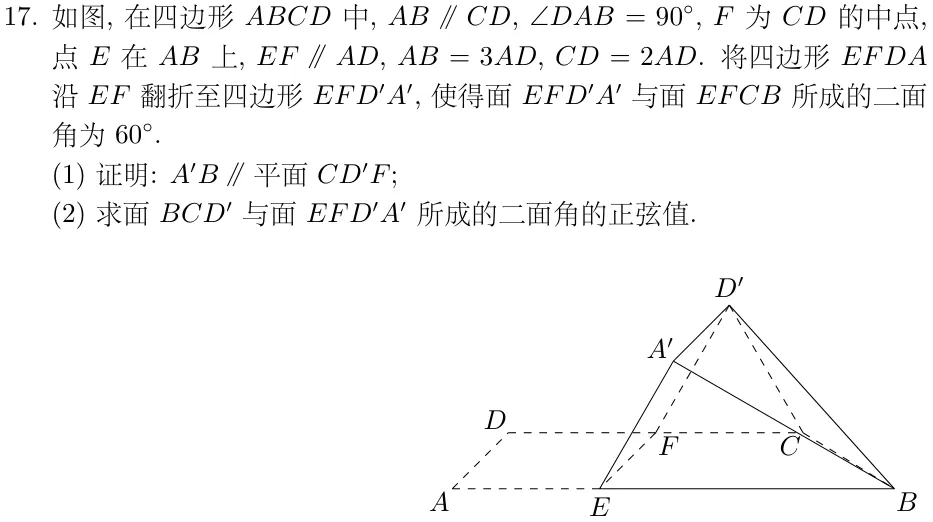 17. 如图, 在四边形 ABCD 中, AB ∥ CD, ∠DAB = 90°, F 为 CD 的中点,
点 E 在 AB 上, EF ∥ AD, AB = 3AD, CD = 2AD. 将四边形 EFDA
沿 EF 翻折至四边形 EFD′A′, 使得面 EFD′A′ 与面 EFCB 所成的二面
角为 60°.
(1) 证明: A′B ∥ 平面 CD′F;
(2) 求面 BCD′ 与面 EFD′A′ 所成的二面角的正弦值.
D′
A′
D
F
C
A
E
B